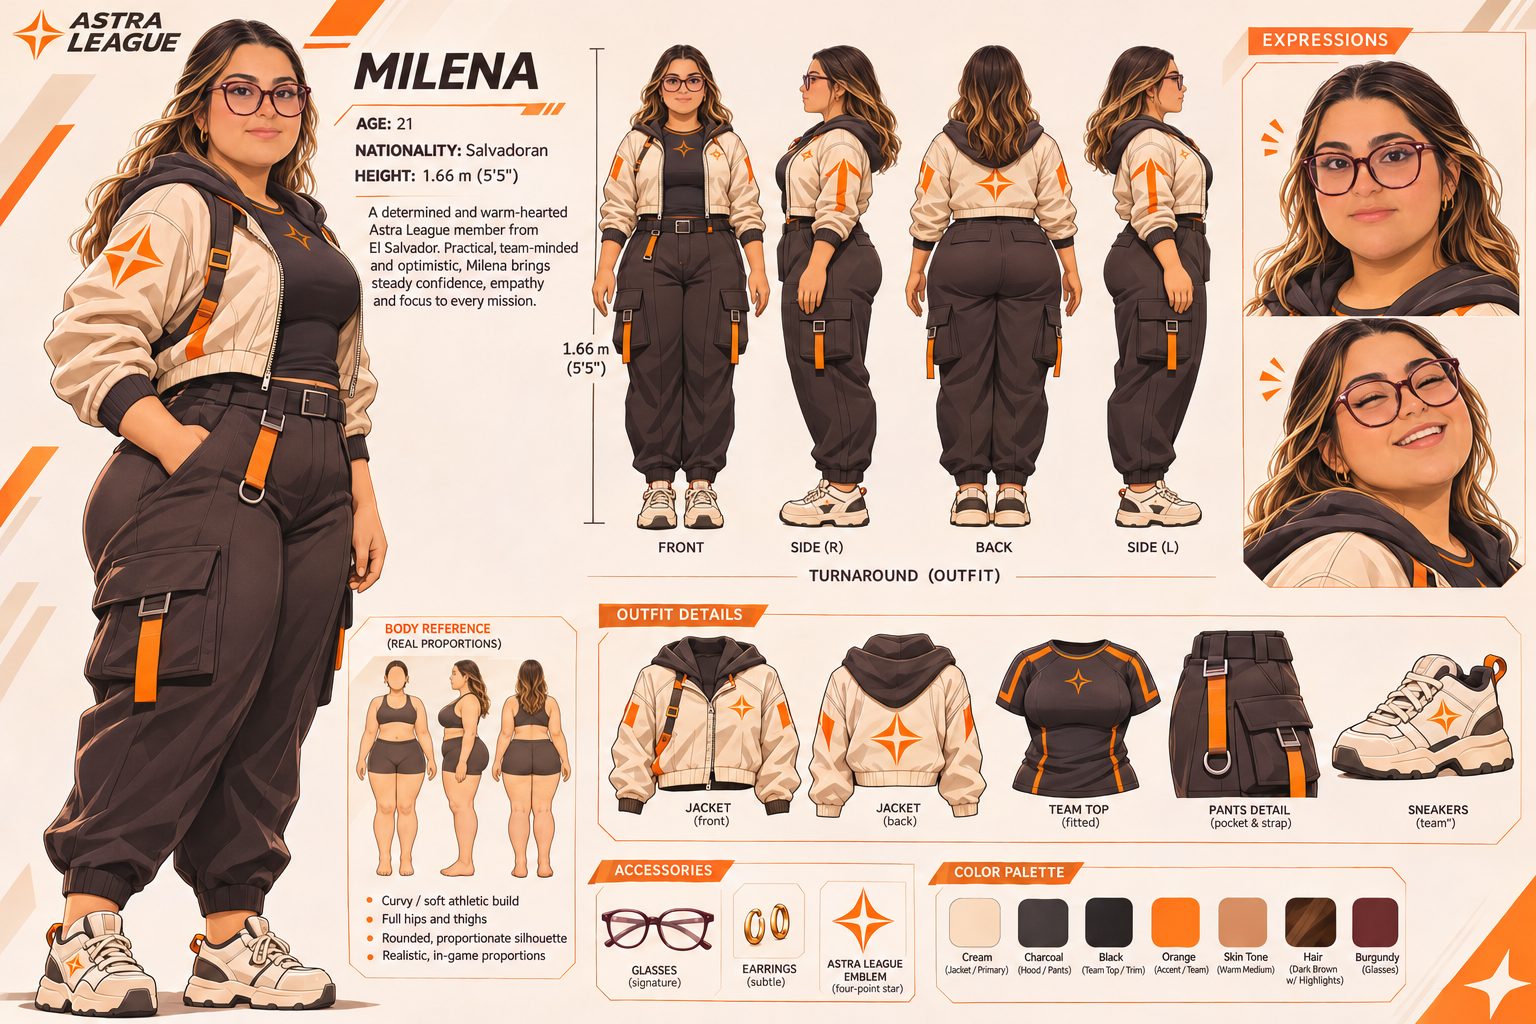 ASTRA
LEAGUE
MILENA
AGE: 21
NATIONALITY: Salvadoran
HEIGHT: 1.66 m (5'5")
A determined and warm-hearted
Astra League member from
El Salvador. Practical, team-minded
and optimistic, Milena brings
steady confidence, empathy
and focus to every mission.
1.66 m
(5'5")
FRONT
SIDE (R)
BACK
SIDE (L)
TURNAROUND (OUTFIT)
EXPRESSIONS
BODY REFERENCE
(REAL PROPORTIONS)
• Curvy / soft athletic build
• Full hips and thighs
• Rounded, proportionate silhouette
• Realistic, in-game proportions
OUTFIT DETAILS
JACKET
(front)
JACKET
(back)
TEAM TOP
(fitted)
PANTS DETAIL
(pocket & strap)
SNEAKERS
(team")
ACCESSORIES
GLASSES
(signature)
EARRINGS
(subtle)
ASTRA LEAGUE
EMBLEM
(four-point star)
COLOR PALETTE
Cream
(Jacket / Primary)
Charcoal
(Hood / Pants)
Black
(Team Top / Trim)
Orange
(Accent / Team)
Skin Tone
(Warm Medium)
Hair
(Dark Brown
w/ Highlights)
Burgundy
(Glasses)